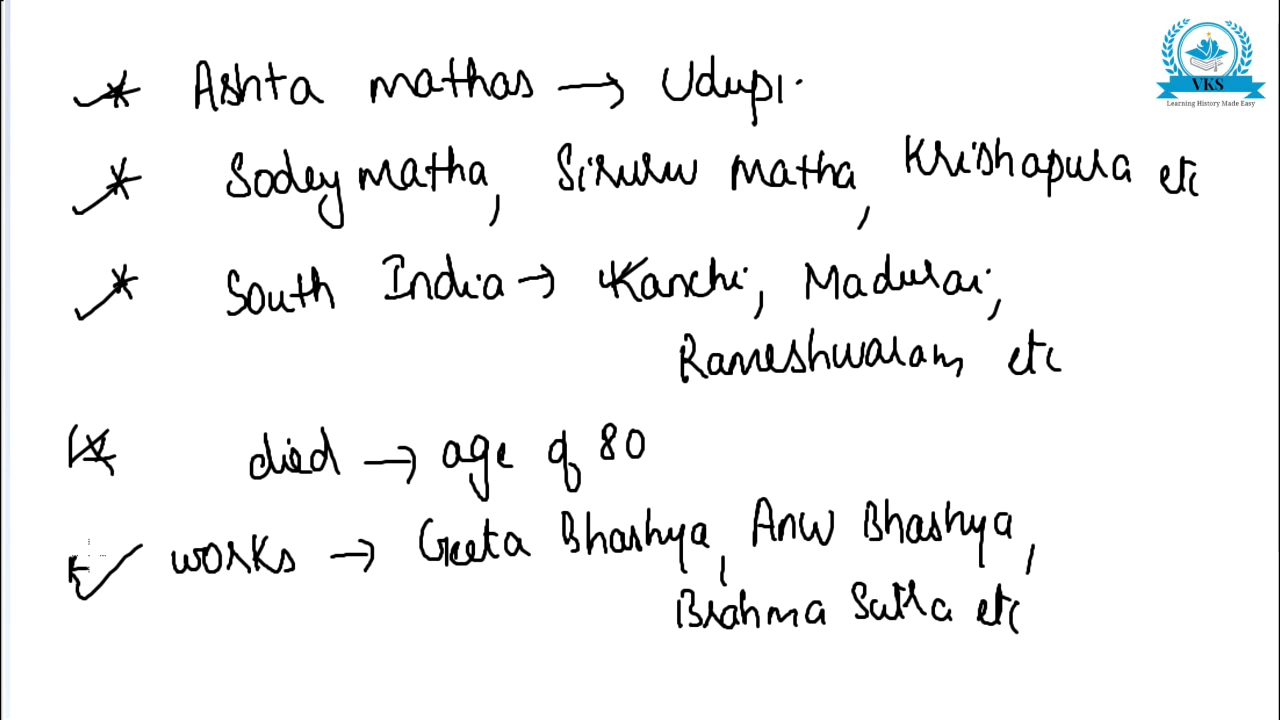 VKS
Learning History Made Easy
* Ashta mathas → Udupi.
* Sodey matha, Siruru matha, Krishapura etc
* South India → Kanchi, Madurai,
Rameshwaram etc
* died → age of 80
* works → Geeta Bhashya, Anu Bhashya,
Brahma Sutra etc